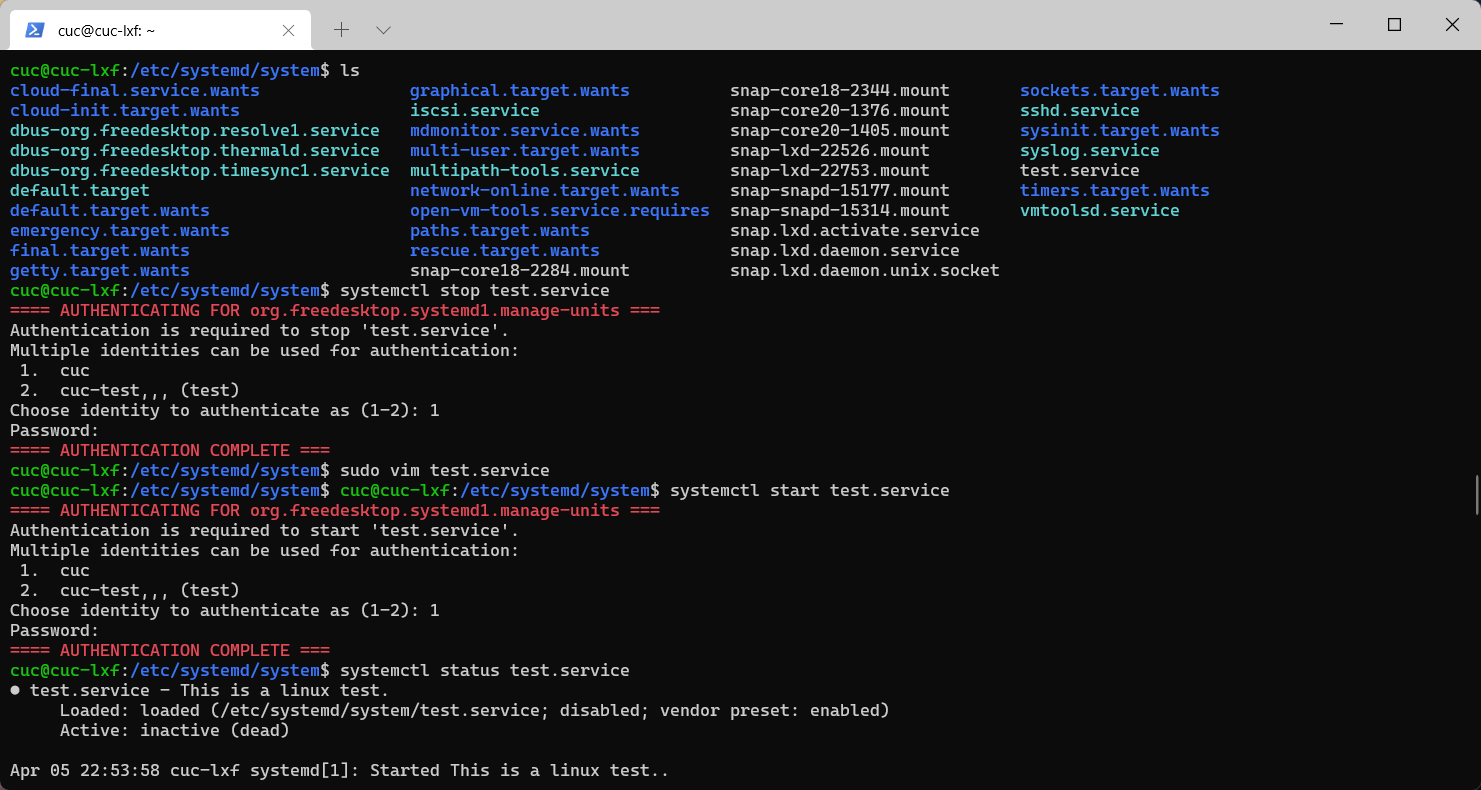 cuc@cuc-lxf: ~
cuc@cuc-lxf:/etc/systemd/system$ ls
cloud-final.service.wants graphical.target.wants snap-core18-2344.mount sockets.target.wants
cloud-init.target.wants iscsi.service snap-core20-1376.mount sshd.service
dbus-org.freedesktop.resolve1.service mdmonitor.service.wants snap-core20-1405.mount sysinit.target.wants
dbus-org.freedesktop.thermald.service multi-user.target.wants snap-lxd-22526.mount syslog.service
dbus-org.freedesktop.timesync1.service multipath-tools.service snap-lxd-22753.mount test.service
default.target network-online.target.wants snap-snapd-15177.mount timers.target.wants
default.target.wants open-vm-tools.service.requires snap-snapd-15314.mount vmtoolsd.service
emergency.target.wants paths.target.wants snap.lxd.activate.service
final.target.wants rescue.target.wants snap.lxd.daemon.service
getty.target.wants snap-core18-2284.mount snap.lxd.daemon.unix.socket
cuc@cuc-lxf:/etc/systemd/system$ systemctl stop test.service
==== AUTHENTICATING FOR org.freedesktop.systemd1.manage-units ===
Authentication is required to stop 'test.service'.
Multiple identities can be used for authentication:
1. cuc
2. cuc-test,,, (test)
Choose identity to authenticate as (1-2): 1
Password:
==== AUTHENTICATION COMPLETE ===
cuc@cuc-lxf:/etc/systemd/system$ sudo vim test.service
cuc@cuc-lxf:/etc/systemd/system$ cuc@cuc-lxf:/etc/systemd/system$ systemctl start test.service
==== AUTHENTICATING FOR org.freedesktop.systemd1.manage-units ===
Authentication is required to start 'test.service'.
Multiple identities can be used for authentication:
1. cuc
2. cuc-test,,, (test)
Choose identity to authenticate as (1-2): 1
Password:
==== AUTHENTICATION COMPLETE ===
cuc@cuc-lxf:/etc/systemd/system$ systemctl status test.service
● test.service - This is a linux test.
Loaded: loaded (/etc/systemd/system/test.service; disabled; vendor preset: enabled)
Active: inactive (dead)
Apr 05 22:53:58 cuc-lxf systemd[1]: Started This is a linux test..